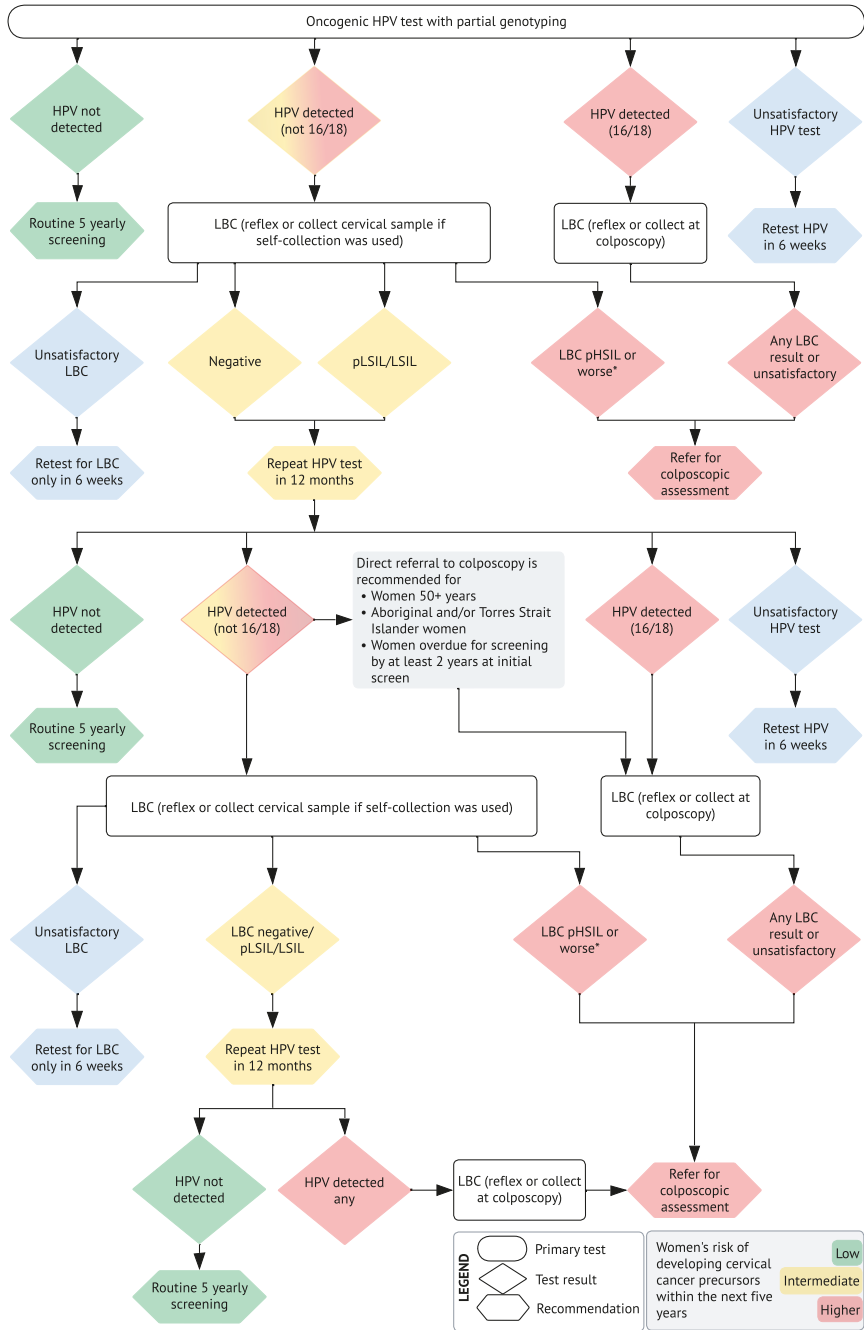 Oncogenic HPV test with partial genotyping
HPV not
detected
HPV detected
(not 16/18)
HPV detected
(16/18)
Unsatisfactory
HPV test
Routine 5 yearly
screening
LBC (reflex or collect cervical sample if
self-collection was used)
LBC (reflex or collect at
colposcopy)
Retest HPV
in 6 weeks
Unsatisfactory
LBC
Negative
pLSIL/LSIL
LBC pHSIL or
worse*
Any LBC
result or
unsatisfactory
Retest for LBC
only in 6 weeks
Repeat HPV test
in 12 months
Refer for
colposcopic
assessment
HPV not
detected
HPV detected
(not 16/18)
Direct referral to colposcopy is
recommended for
• Women 50+ years
• Aboriginal and/or Torres Strait
Islander women
• Women overdue for screening
by at least 2 years at initial
screen
HPV detected
(16/18)
Unsatisfactory
HPV test
Routine 5 yearly
screening
Retest HPV
in 6 weeks
LBC (reflex or collect cervical sample if self-collection was used)
LBC (reflex or collect at
colposcopy)
Unsatisfactory
LBC
LBC negative/
pLSIL/LSIL
LBC pHSIL or
worse*
Any LBC
result or
unsatisfactory
Retest for LBC
only in 6 weeks
Repeat HPV test
in 12 months
HPV not
detected
HPV detected
any
LBC (reflex or collect
at colposcopy)
Refer for
colposcopic
assessment
Routine 5 yearly
screening
LEGEND
Primary test
Test result
Recommendation
Women's risk of
developing cervical
cancer precursors
within the next five
years
Low
Intermediate
Higher